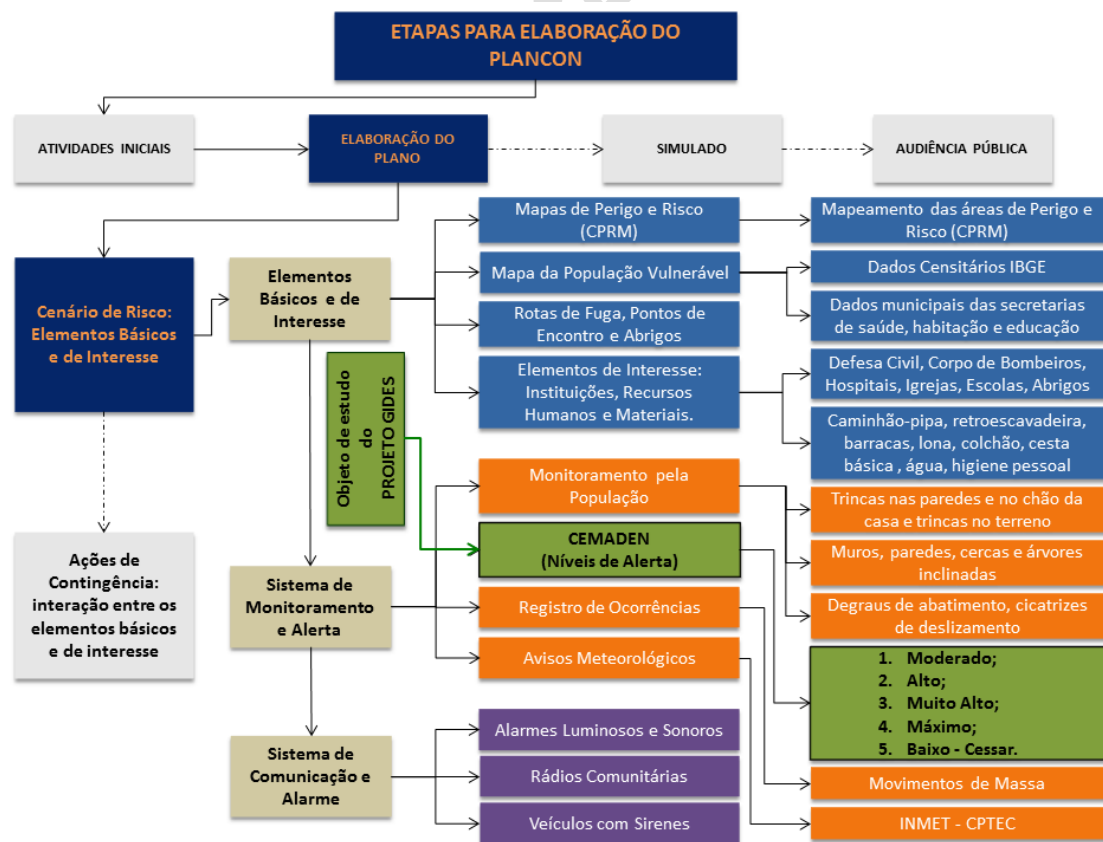 ETAPAS PARA ELABORAÇÃO DO
PLANCON
ATIVIDADES INICIAIS
ELABORAÇÃO DO
PLANO
SIMULADO
AUDIÊNCIA PÚBLICA
Cenário de Risco:
Elementos Básicos
e de Interesse
Elementos
Básicos e de
Interesse
Mapas de Perigo e Risco
(CPRM)
Mapeamento das áreas de Perigo e
Risco (CPRM)
Mapa da População Vulnerável
Dados Censitários IBGE
Dados municipais das secretarias
de saúde, habitação e educação
Rotas de Fuga, Pontos de
Encontro e Abrigos
Elementos de Interesse:
Instituições, Recursos
Humanos e Materiais.
Defesa Civil, Corpo de Bombeiros,
Hospitais, Igrejas, Escolas, Abrigos
Caminhão-pipa, retroescavadeira,
barracas, lona, colchão, cesta
básica , água, higiene pessoal
Objeto de estudo
do
PROJETO GIDES
Ações de
Contingência:
interação entre os
elementos básicos
e de interesse
Sistema de
Monitoramento
e Alerta
Monitoramento pela
População
Trincas nas paredes e no chão da
casa e trincas no terreno
Muros, paredes, cercas e árvores
inclinadas
Degraus de abatimento, cicatrizes
de deslizamento
CEMADEN
(Níveis de Alerta)
1. Moderado;
2. Alto;
3. Muito Alto;
4. Máximo;
5. Baixo - Cessar.
Registro de Ocorrências
Movimentos de Massa
Avisos Meteorológicos
INMET - CPTEC
Sistema de
Comunicação e
Alarme
Alarmes Luminosos e Sonoros
Rádios Comunitárias
Veículos com Sirenes